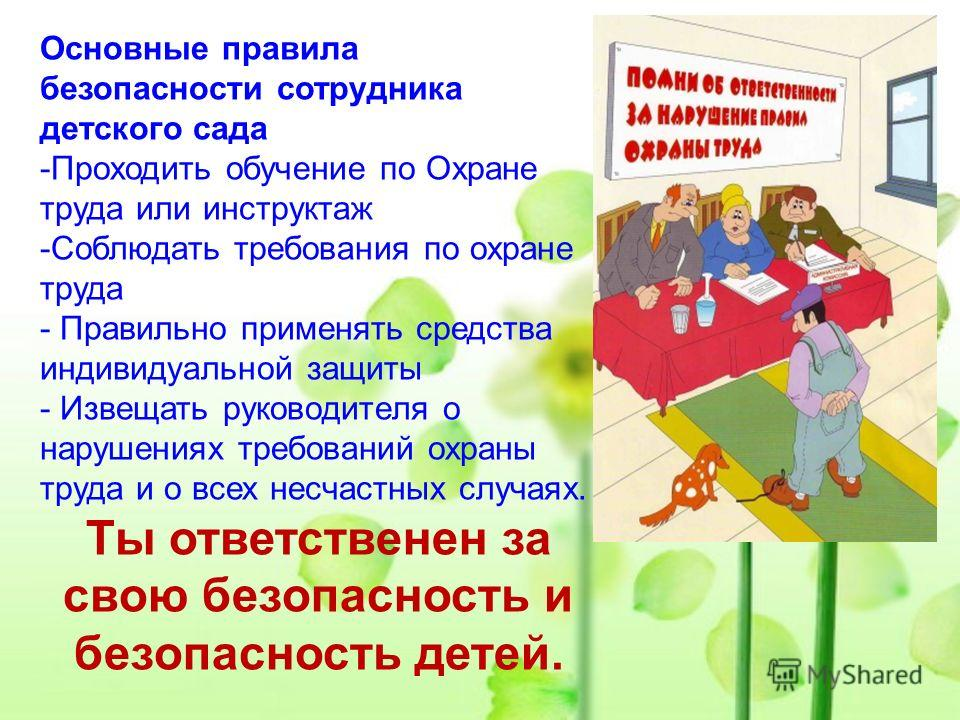 Основные правила
безопасности сотрудника
детского сада
-Проходить обучение по Охране
труда или инструктаж
-Соблюдать требования по охране
труда
- Правильно применять средства
индивидуальной защиты
- Извещать руководителя о
нарушениях требований охраны
труда и о всех несчастных случаях.
Ты ответственен за
свою безопасность и
безопасность детей.
ПОМНИ ОБ ОТВЕТСТВЕННОСТИ
ЗА НАРУШЕНИЕ ПРАВИЛ
ОХРАНЫ ТРУДА
АДМИНИСТРАТИВНАЯ
КОМИССИЯ
MyShared